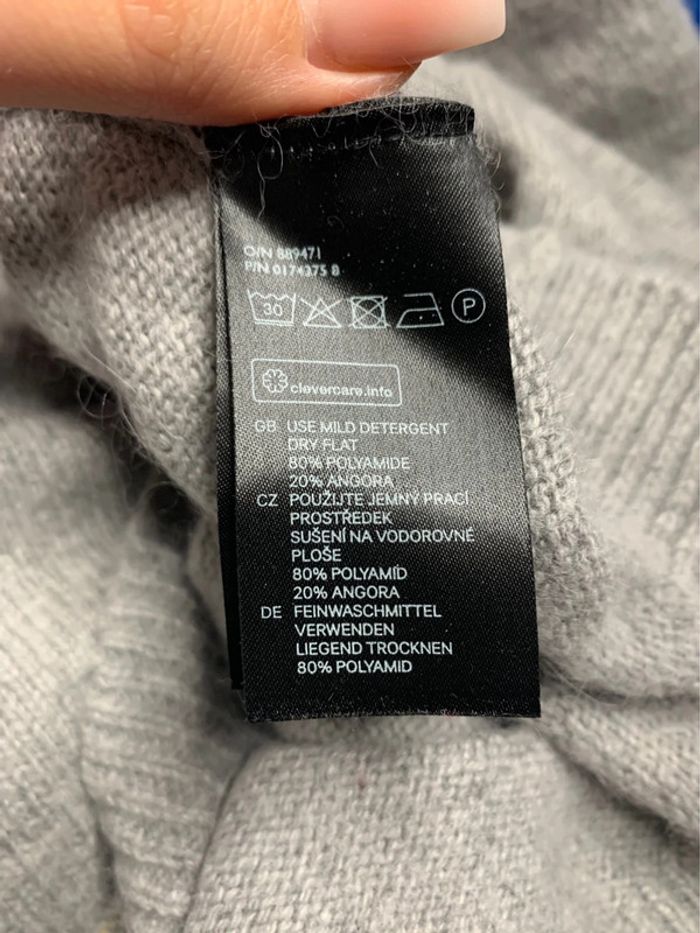 O/N 889471
P/N 0174375 8
30 P
clevercare.info
GB USE MILD DETERGENT
DRY FLAT
80% POLYAMIDE
20% ANGORA
CZ POUŽIJTE JEMNÝ PRACÍ
PROSTŘEDEK
SUŠENÍ NA VODOROVNÉ
PLOŠE
80% POLYAMID
20% ANGORA
DE FEINWASCHMITTEL
VERWENDEN
LIEGEND TROCKNEN
80% POLYAMID